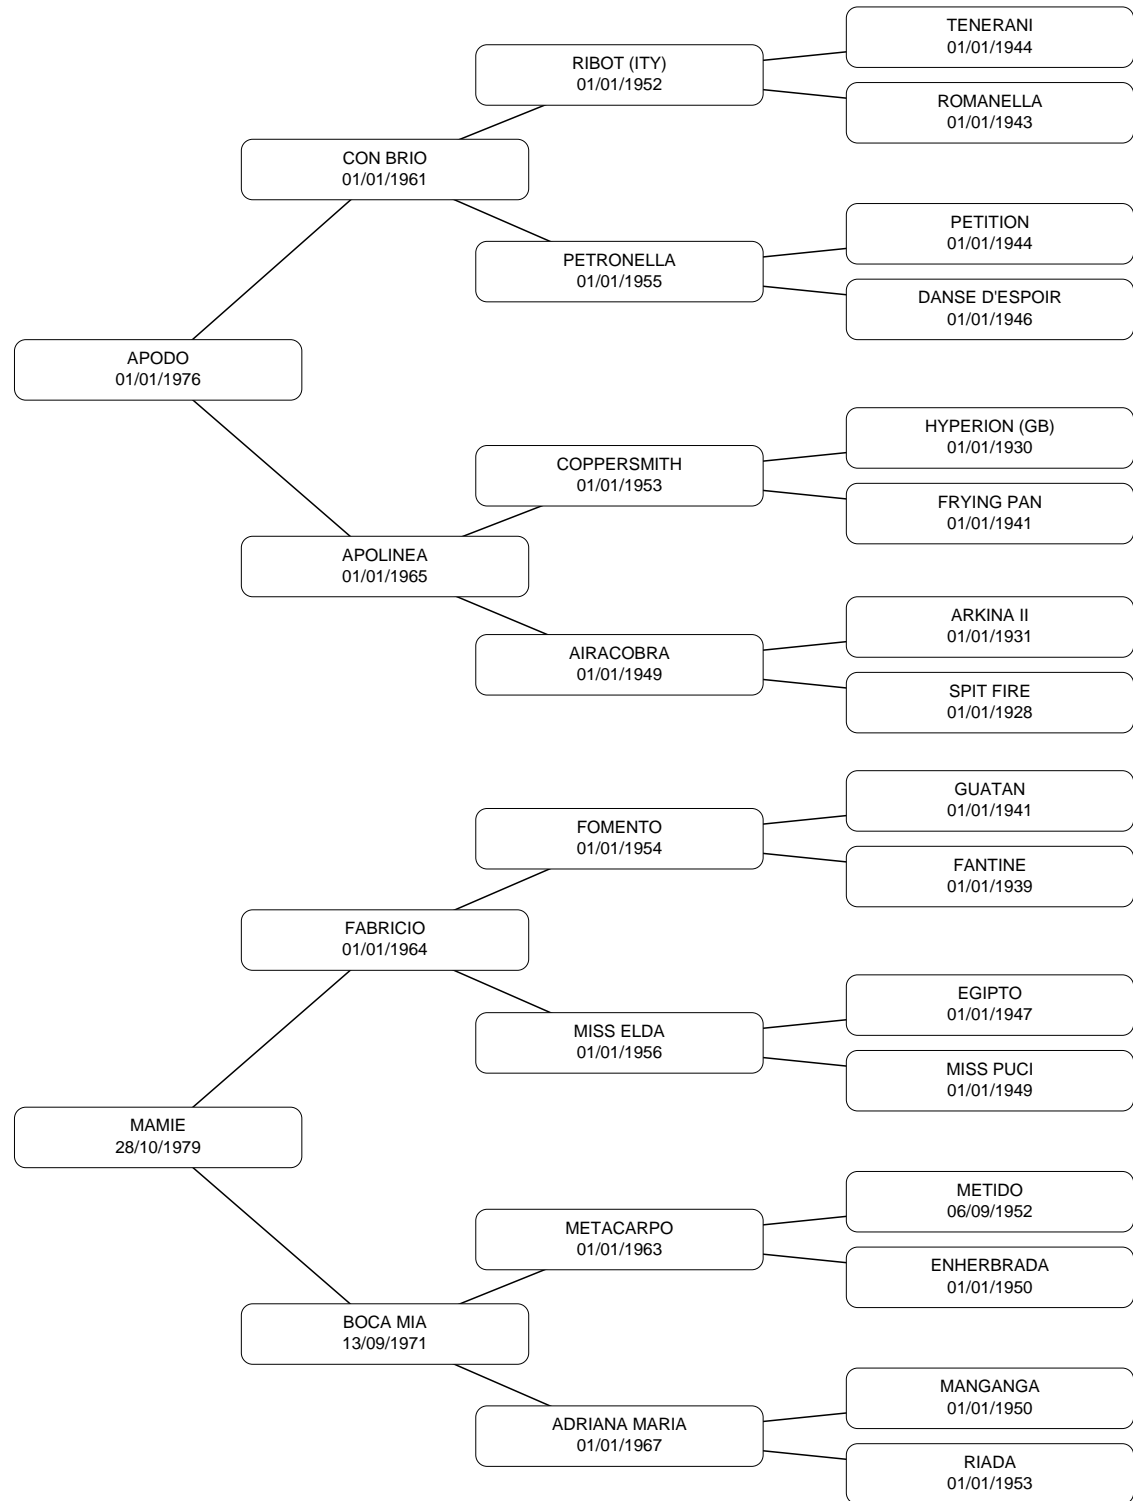 TENERANI
01/01/1944
RIBOT (ITY)
01/01/1952
ROMANELLA
01/01/1943
CON BRIO
01/01/1961
PETITION
01/01/1944
PETRONELLA
01/01/1955
DANSE D'ESPOIR
01/01/1946
APODO
01/01/1976
HYPERION (GB)
01/01/1930
COPPERSMITH
01/01/1953
FRYING PAN
01/01/1941
APOLINEA
01/01/1965
ARKINA II
01/01/1931
AIRACOBRA
01/01/1949
SPIT FIRE
01/01/1928
GUATAN
01/01/1941
FOMENTO
01/01/1954
FANTINE
01/01/1939
FABRICIO
01/01/1964
EGIPTO
01/01/1947
MISS ELDA
01/01/1956
MISS PUCI
01/01/1949
MAMIE
28/10/1979
METIDO
06/09/1952
METACARPO
01/01/1963
ENHERBRADA
01/01/1950
BOCA MIA
13/09/1971
MANGANGA
01/01/1950
ADRIANA MARIA
01/01/1967
RIADA
01/01/1953